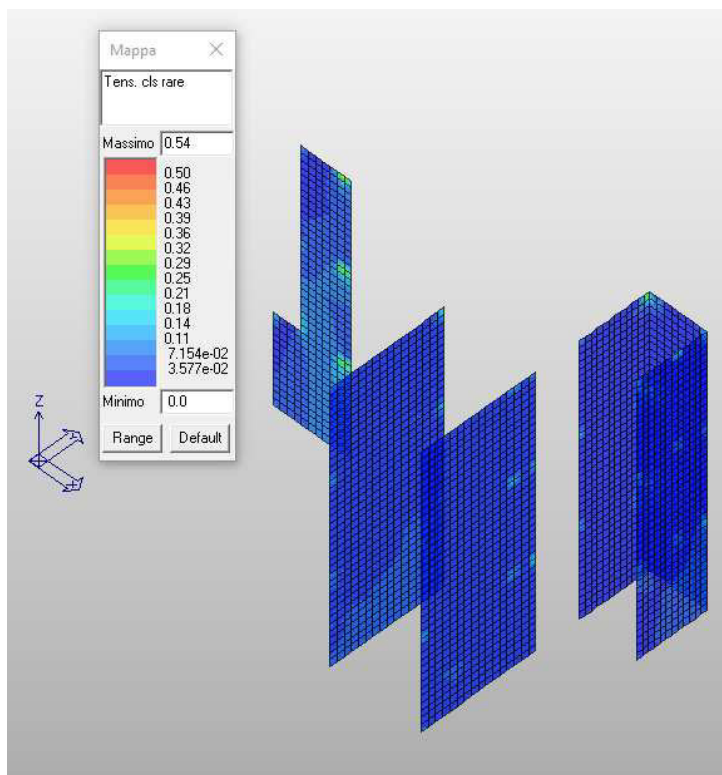 Mappa
Tens. cls rare
Massimo 0.54
0.50
0.46
0.43
0.39
0.36
0.32
0.29
0.25
0.21
0.18
0.14
0.11
7.154e-02
3.577e-02
Minimo 0.0
Range Default
Z